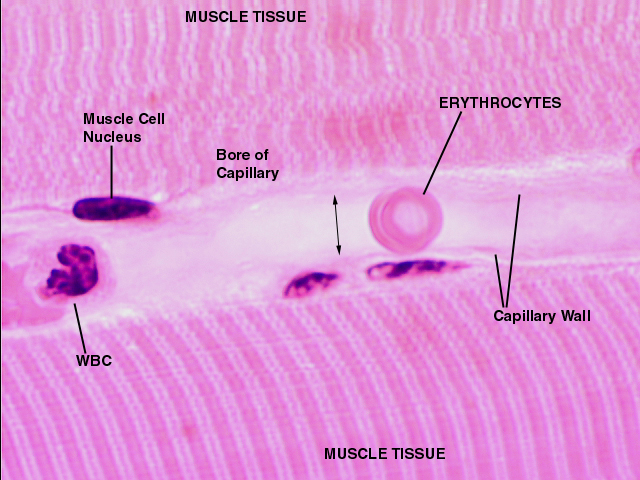 MUSCLE TISSUE
ERYTHROCYTES
Muscle Cell
Nucleus
Bore of
Capillary
Capillary Wall
WBC
MUSCLE TISSUE